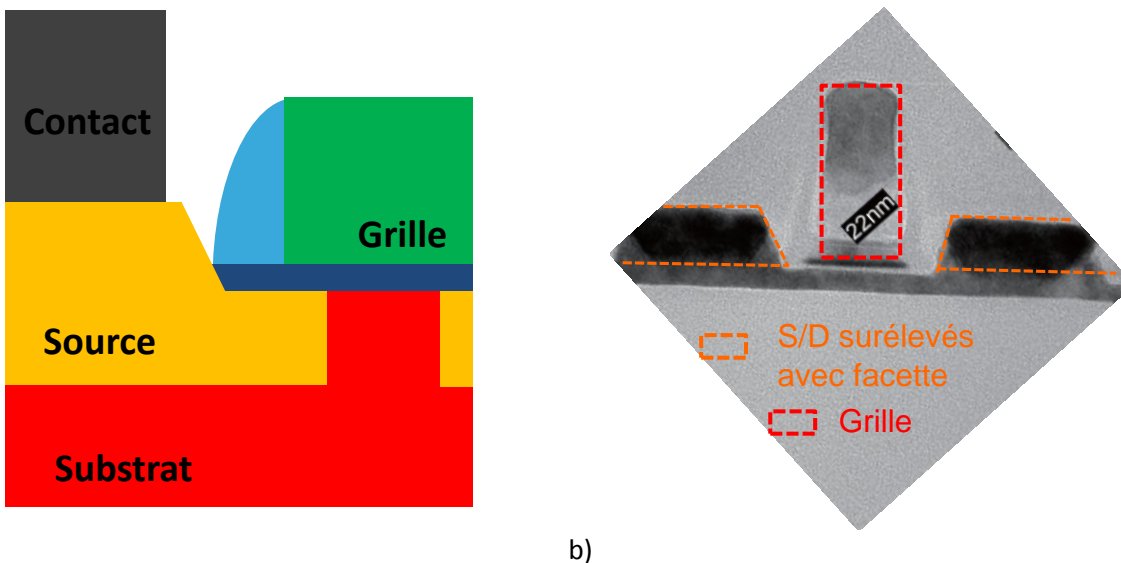 Contact
Grille
Source
Substrat
22nm
S/D surélevés
avec facette
Grille
b)